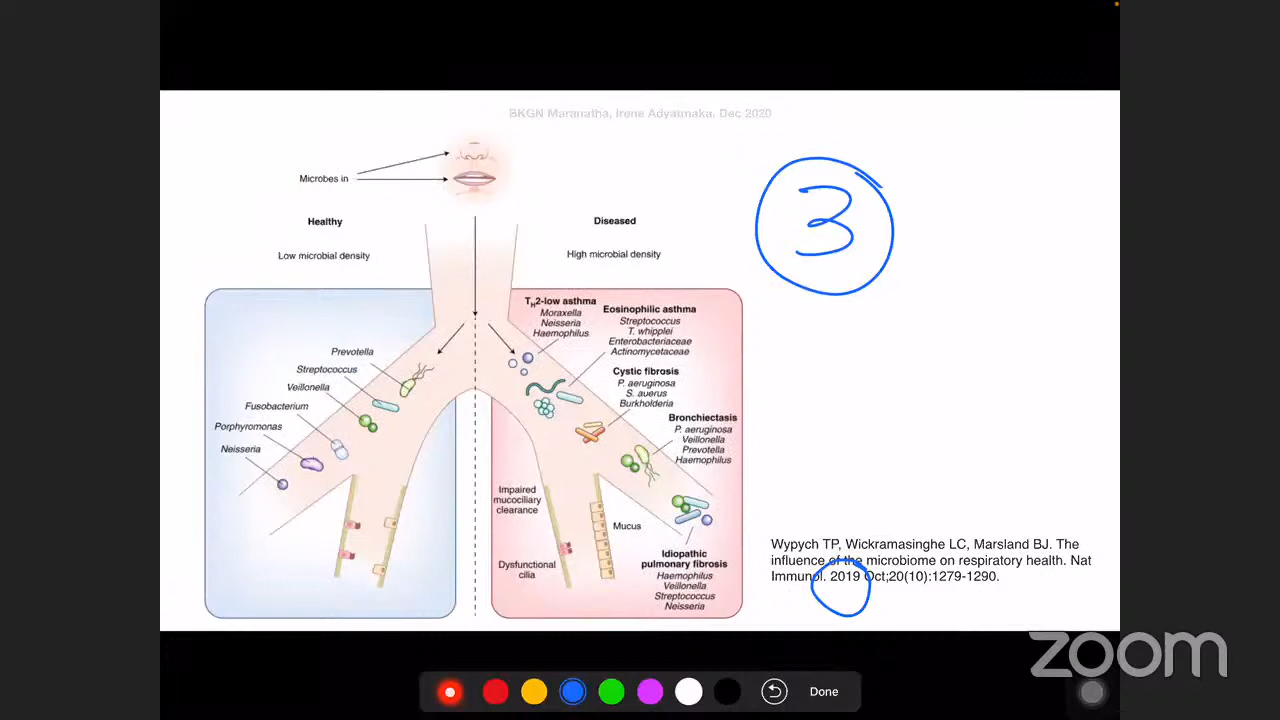 BKGN Maranatha, Irene Adyatmaka, Dec 2020
Microbes in
3
Healthy
Diseased
Low microbial density
High microbial density
TH2-low asthma
Moraxella
Neisseria
Haemophilus
Eosinophilic asthma
Streptococcus
T. whipplei
Enterobacteriaceae
Actinomycetaceae
Prevotella
Streptococcus
Veillonella
Fusobacterium
Porphyromonas
Neisseria
Cystic fibrosis
P. aeruginosa
S. auerus
Burkholderia
Bronchiectasis
P. aeruginosa
Veillonella
Prevotella
Haemophilus
Impaired
mucociliary
clearance
Mucus
Dysfunctional
cilia
Idiopathic
pulmonary fibrosis
Haemophilus
Veillonella
Streptococcus
Neisseria
Wypych TP, Wickramasinghe LC, Marsland BJ. The
influence of the microbiome on respiratory health. Nat
Immunol. 2019 Oct;20(10):1279-1290.
zoom
Done